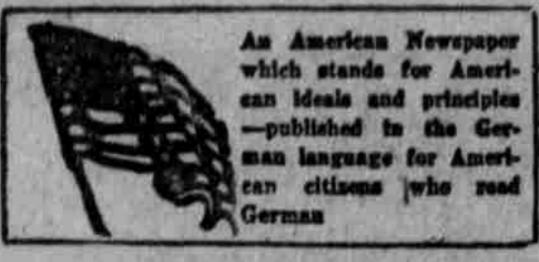 An American Newspaper
which stands for Ameri-
can ideals and principles
—published in the Ger-
man language for Ameri-
can citizens who read
German